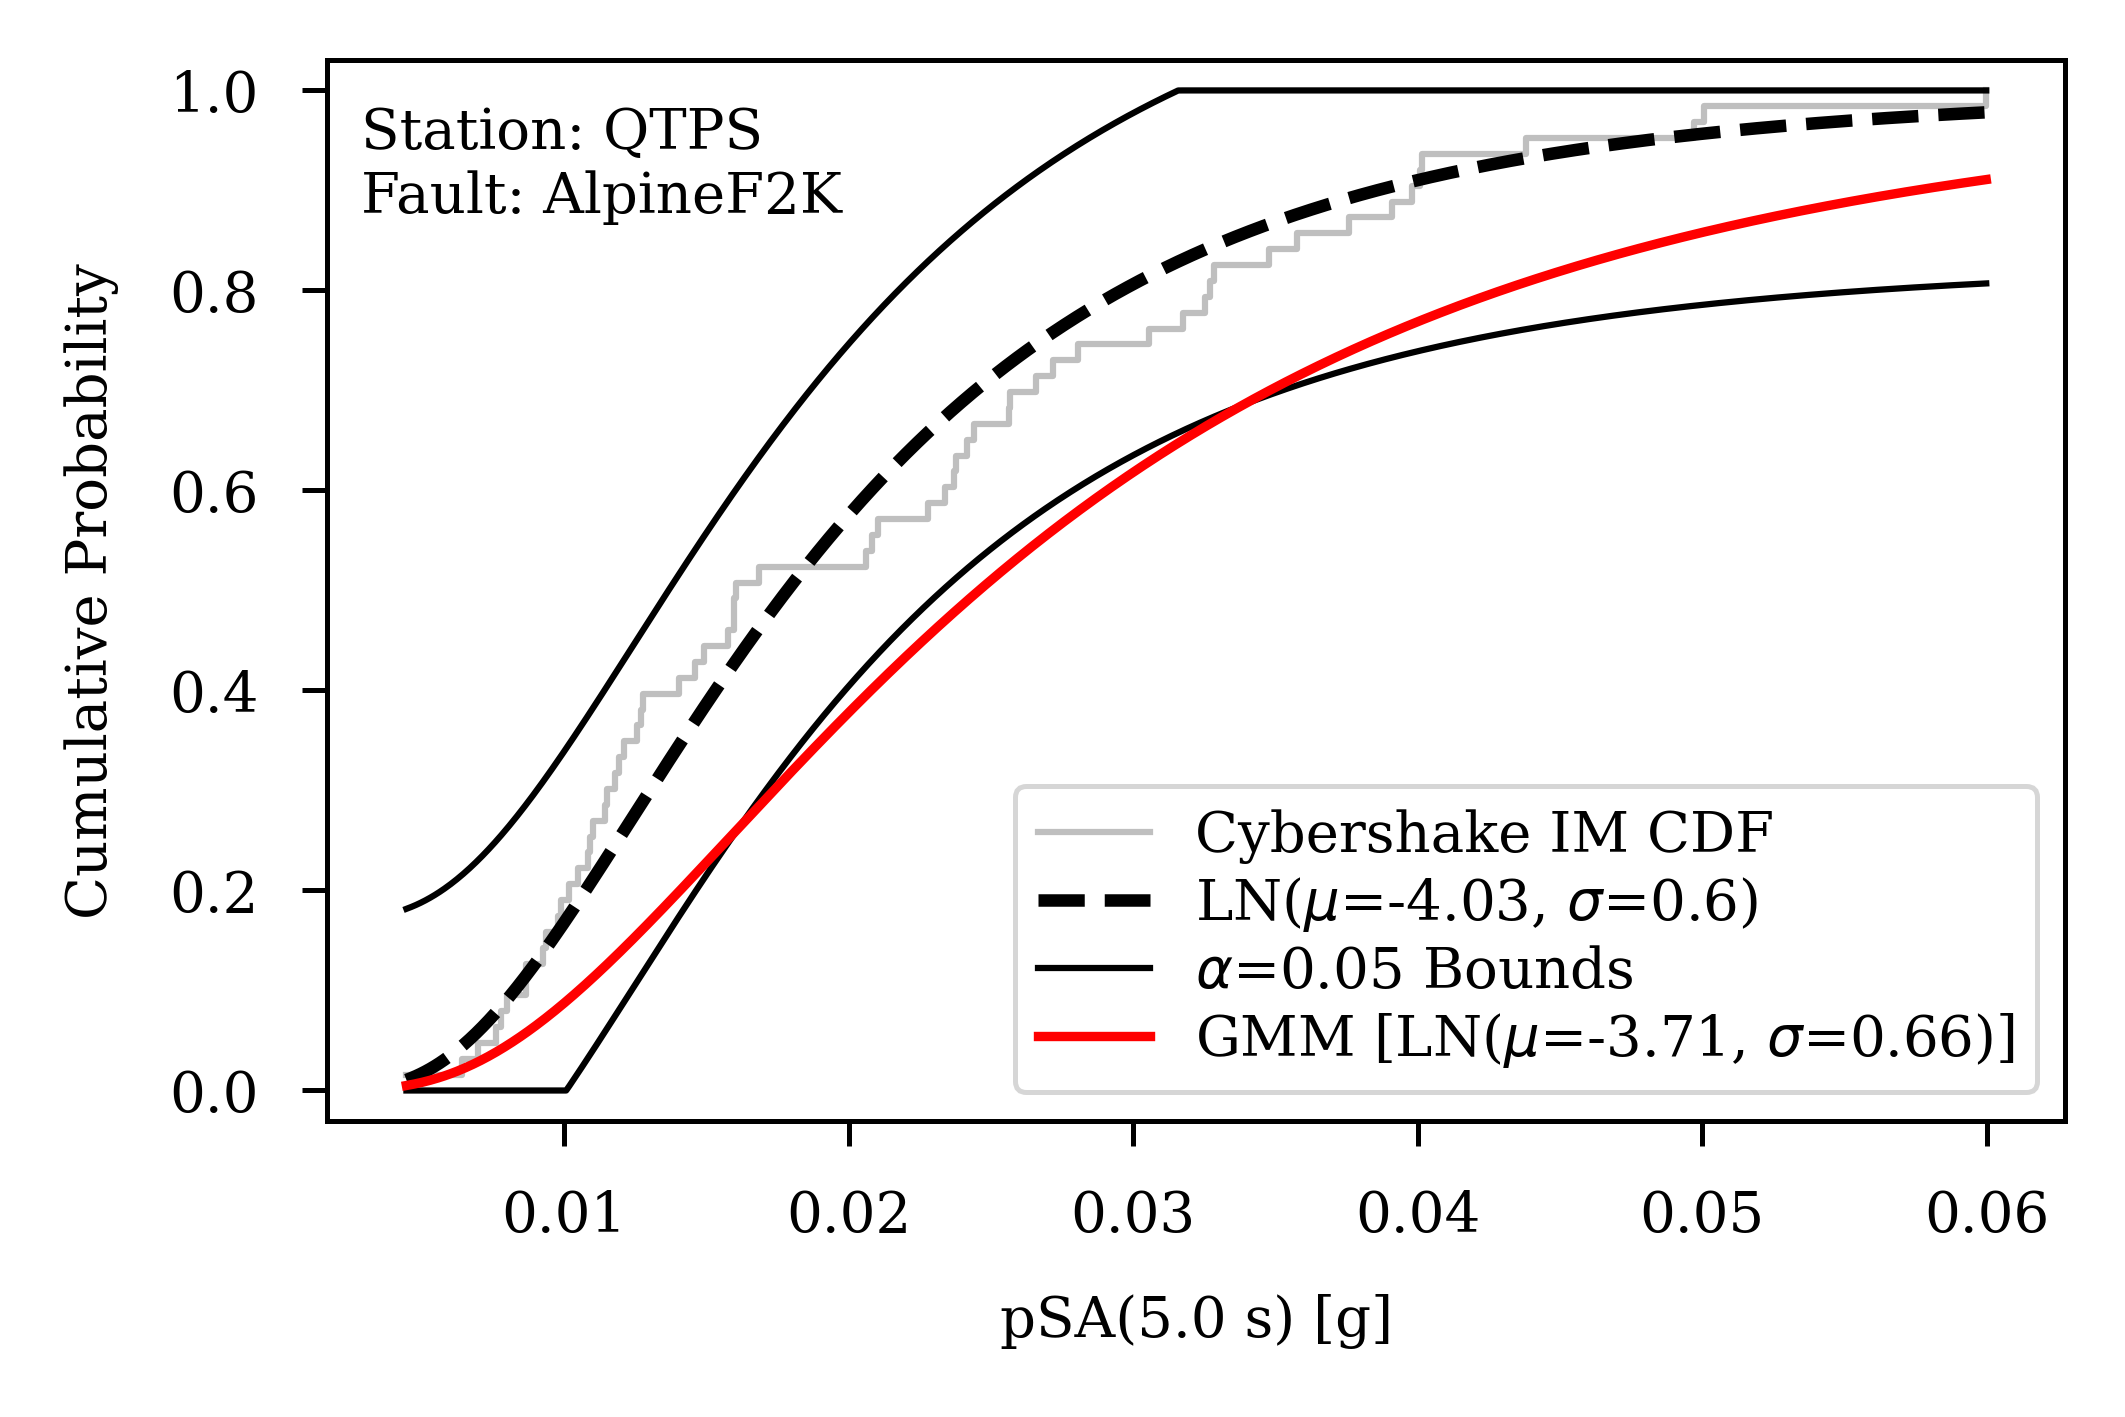 Station: QTPS
Fault: AlpineF2K
1.0
0.8
0.6
0.4
0.2
0.0
Cumulative Probability
Cybershake IM CDF
LN(μ=-4.03, σ=0.6)
α=0.05 Bounds
GMM [LN(μ=-3.71, σ=0.66)]
0.01 0.02 0.03 0.04 0.05 0.06
pSA(5.0 s) [g]